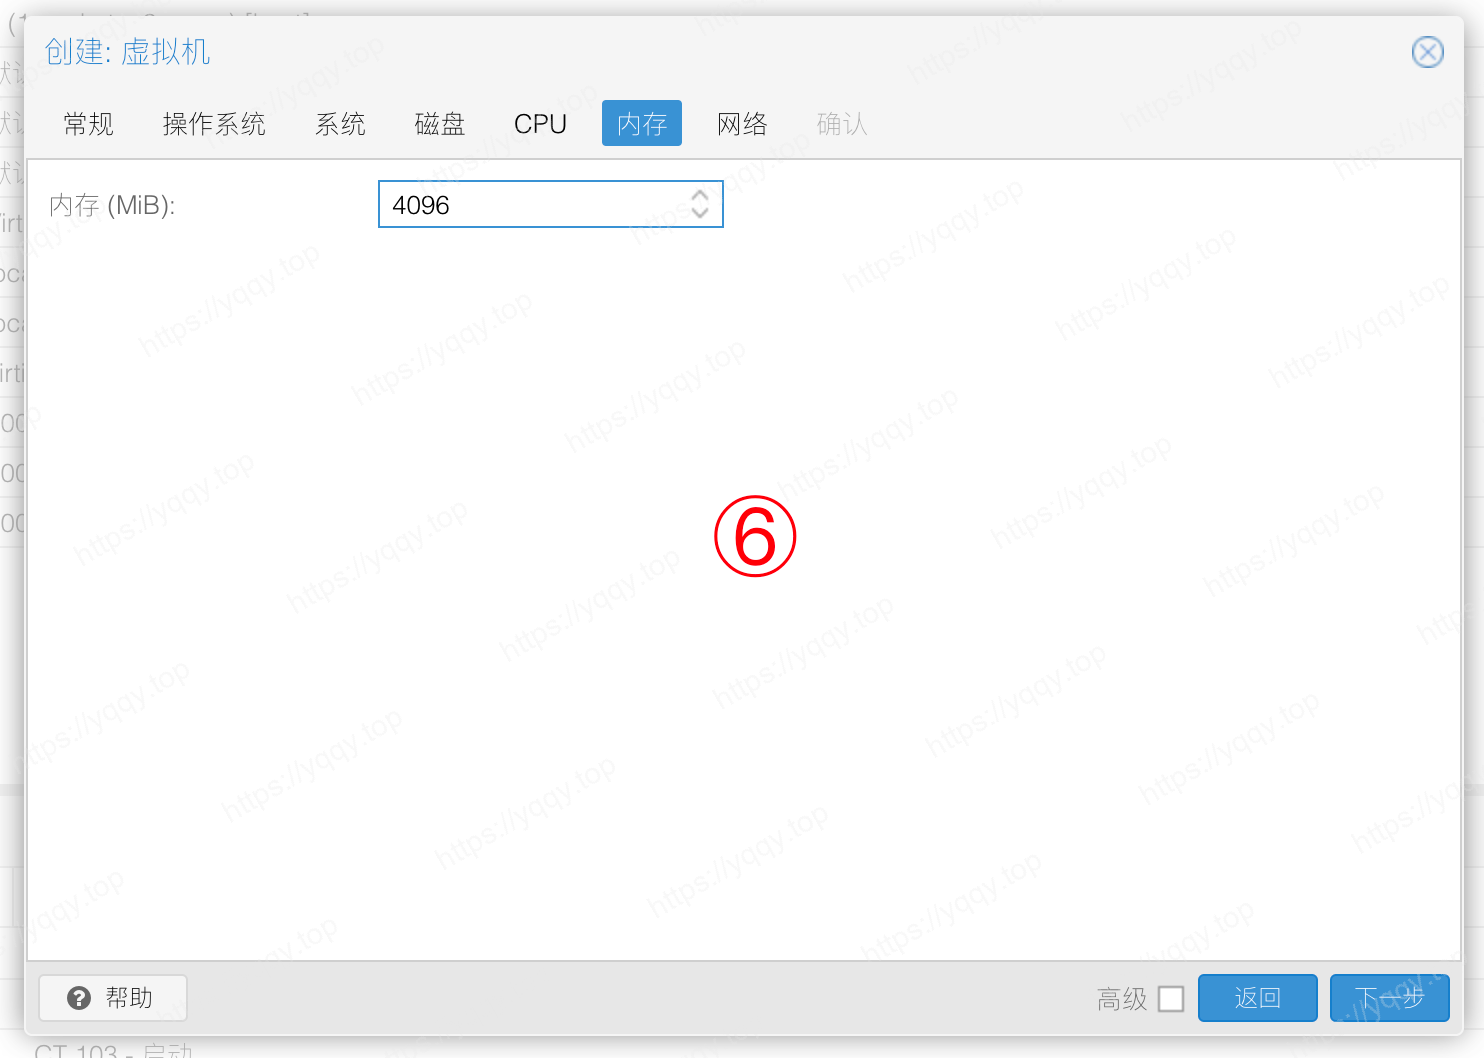 创建: 虚拟机
常规 操作系统 系统 磁盘 CPU 内存 网络 确认
内存 (MiB): 4096
⑥
帮助 高级 返回 下一步
CT 103 - 启动
https://yqqy.top